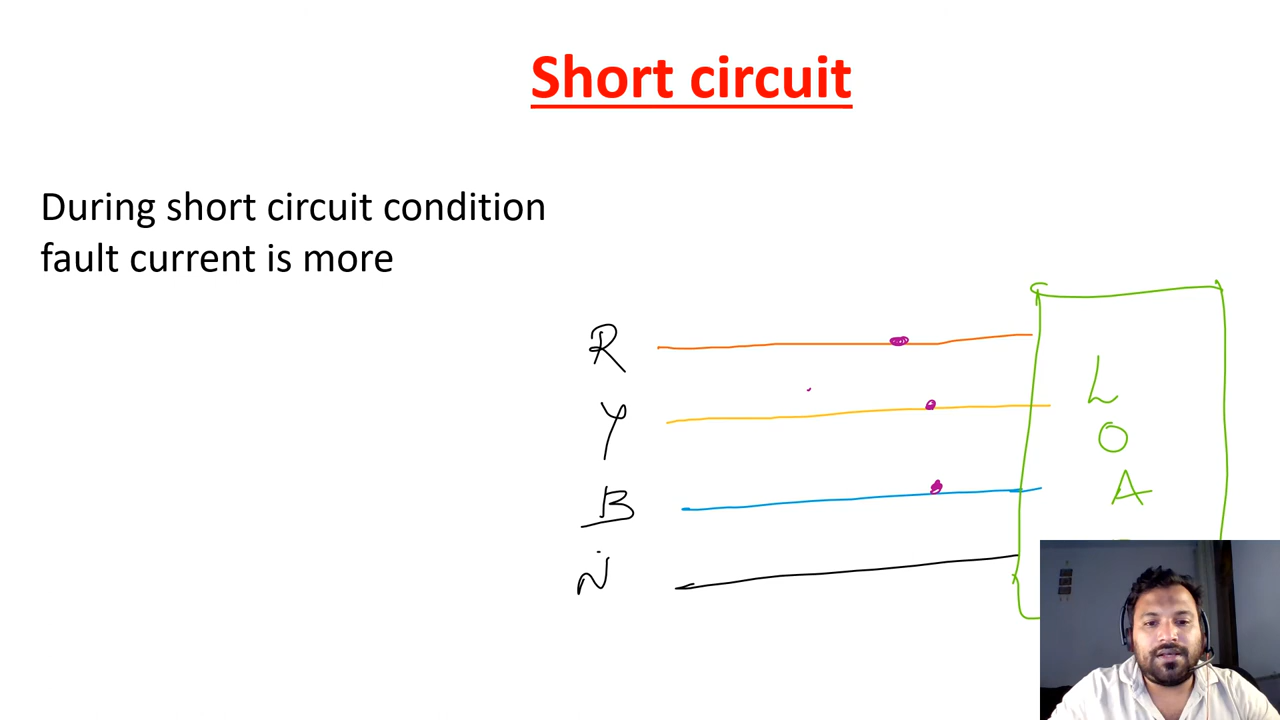 Short circuit
During short circuit condition
fault current is more
R
Y
B
N
L
O
A